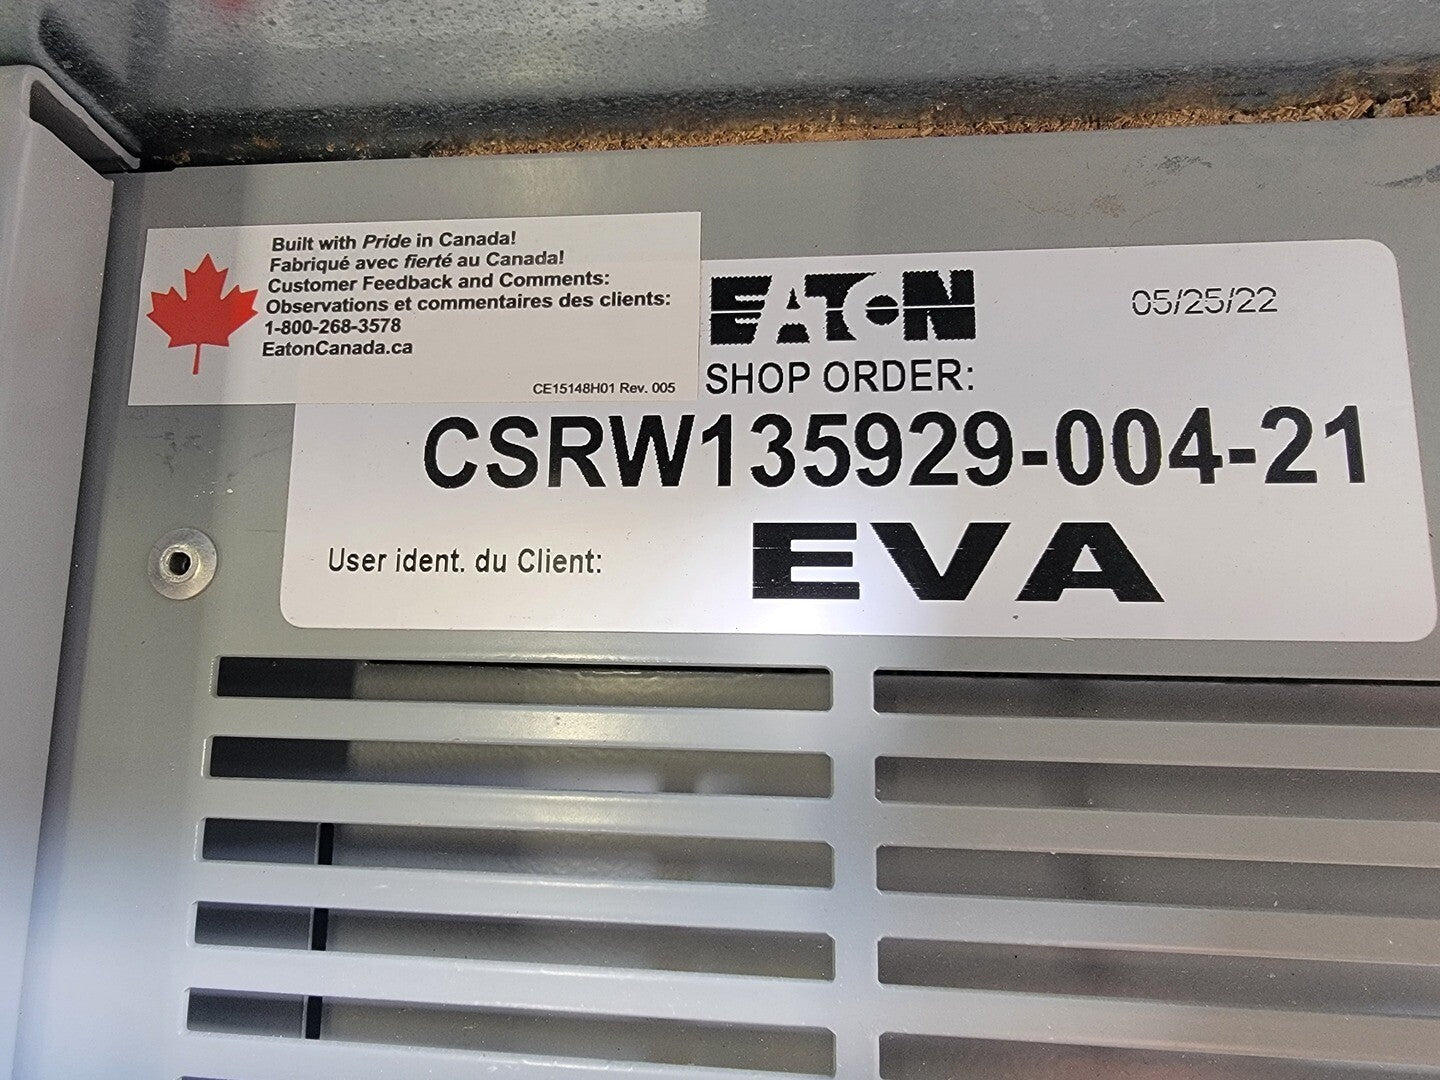 Built with Pride in Canada!
Fabriqué avec fierté au Canada!
Customer Feedback and Comments:
Observations et commentaires des clients:
1-800-268-3578
EatonCanada.ca
CE15148H01 Rev. 005
EATON
05/25/22
SHOP ORDER:
CSRW135929-004-21
User ident. du Client:
EVA